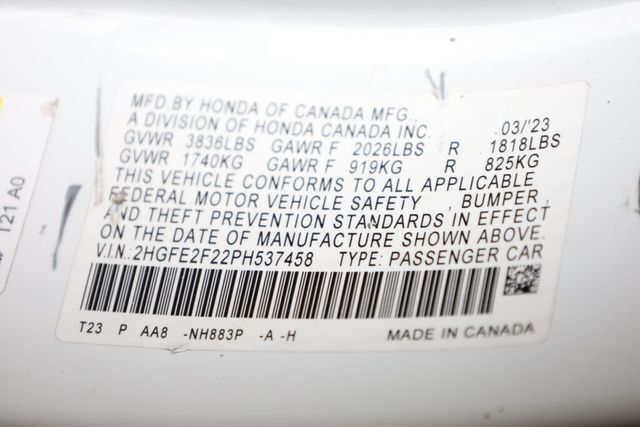 MFD BY HONDA OF CANADA MFG.,
A DIVISION OF HONDA CANADA INC. 03/'23
GVWR 3836LBS GAWR F 2026LBS R 1818LBS
GVWR 1740KG GAWR F 919KG R 825KG
THIS VEHICLE CONFORMS TO ALL APPLICABLE
FEDERAL MOTOR VEHICLE SAFETY , BUMPER,
AND THEFT PREVENTION STANDARDS IN EFFECT
ON THE DATE OF MANUFACTURE SHOWN ABOVE.
V.I.N.: 2HGFE2F22PH537458 TYPE: PASSENGER CAR
T23 P AA8 -NH883P -A -H MADE IN CANADA
T21 A0